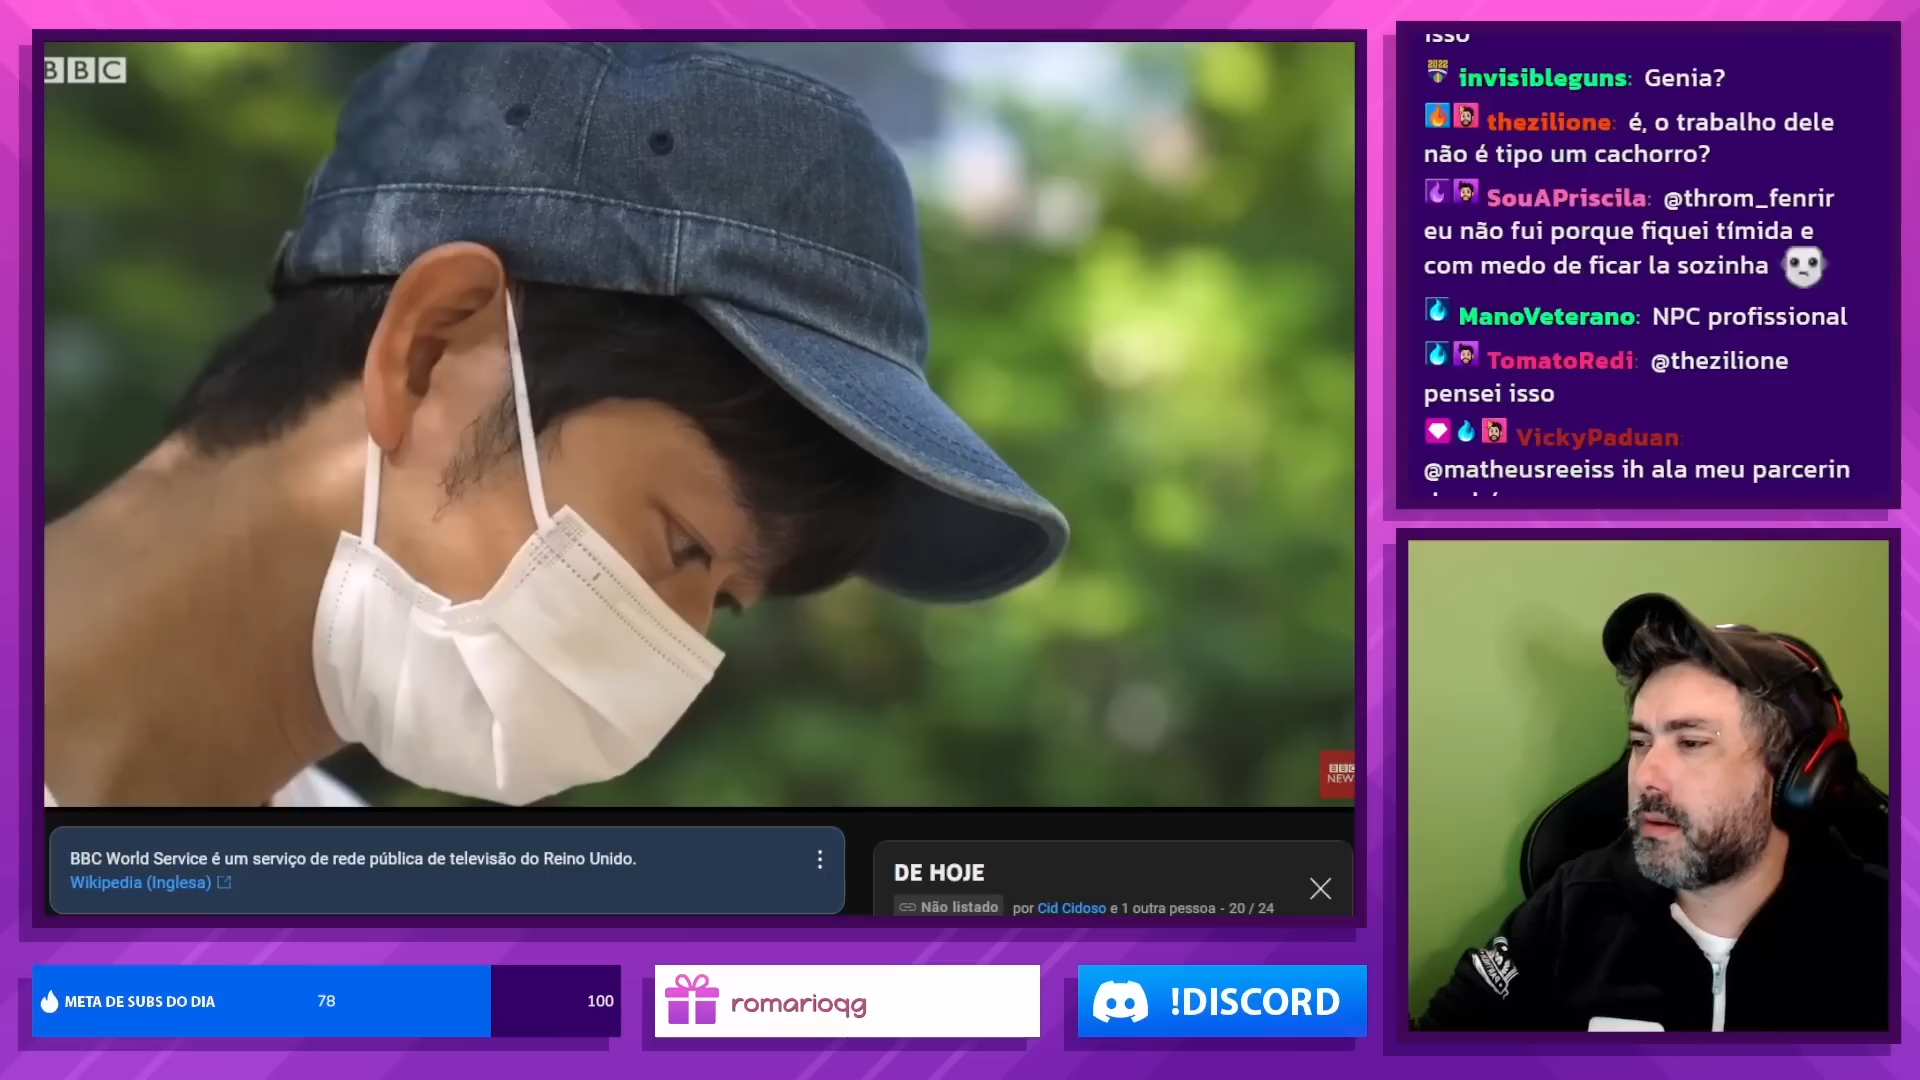 BBC
BBC
NEW
BBC World Service é um serviço de rede pública de televisão do Reino Unido.
Wikipedia (Inglesa)
DE HOJE
Não listado por Cid Cidoso e 1 outra pessoa - 20 / 24
META DE SUBS DO DIA 78 100
romarioqg
!DISCORD
isso
invisibleguns: Genia?
thezilione: é, o trabalho dele
não é tipo um cachorro?
SouAPriscila: @throm_fenrir
eu não fui porque fiquei tímida e
com medo de ficar la sozinha
ManoVeterano: NPC profissional
TomatoRedi: @thezilione
pensei isso
VickyPaduan:
@matheusreeiss ih ala meu parcerin